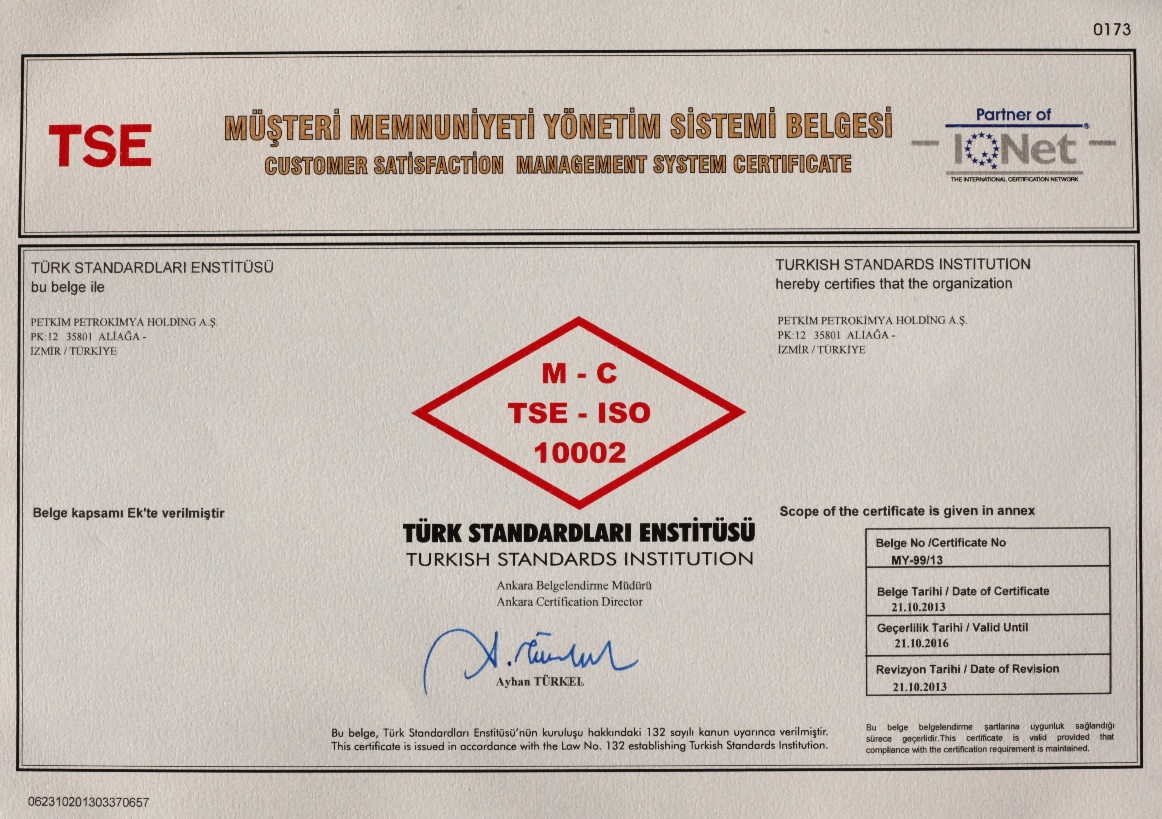 0173
TSE
MÜŞTERİ MEMNUNİYETİ YÖNETİM SİSTEMİ BELGESİ
CUSTOMER SATİSFACTİON MANAGEMENT SYSTEM CERTİFİCATE
Partner of
IQNet
®
THE INTERNATIONAL CERTIFICATION NETWORK
TÜRK STANDARDLARI ENSTİTÜSÜ
bu belge ile
PETKİM PETROKİMYA HOLDİNG A.Ş.
PK:12 35801 ALİAĞA -
İZMİR / TÜRKİYE
TURKISH STANDARDS INSTITUTION
hereby certifies that the organization
PETKİM PETROKİMYA HOLDİNG A.Ş.
PK:12 35801 ALİAĞA -
İZMİR / TÜRKİYE
M - C
TSE - ISO
10002
Belge kapsamı Ek'te verilmiştir
Scope of the certificate is given in annex
TÜRK STANDARDLARI ENSTİTÜSÜ
TURKISH STANDARDS INSTITUTION
Ankara Belgelendirme Müdürü
Ankara Certification Director
Ayhan TÜRKEL
Belge No /Certificate No
MY-99/13
Belge Tarihi / Date of Certificate
21.10.2013
Geçerlilik Tarihi / Valid Until
21.10.2016
Revizyon Tarihi / Date of Revision
21.10.2013
Bu belge, Türk Standardları Enstitüsü'nün kuruluşu hakkındaki 132 sayılı kanun uyarınca verilmiştir.
This certificate is issued in accordance with the Law No. 132 establishing Turkish Standards Institution.
Bu belge belgelendirme şartlarına uygunluk sağlandığı
sürece geçerlidir.This certificate is valid provided that
compliance with the certification requirement is maintained.
062310201303370657